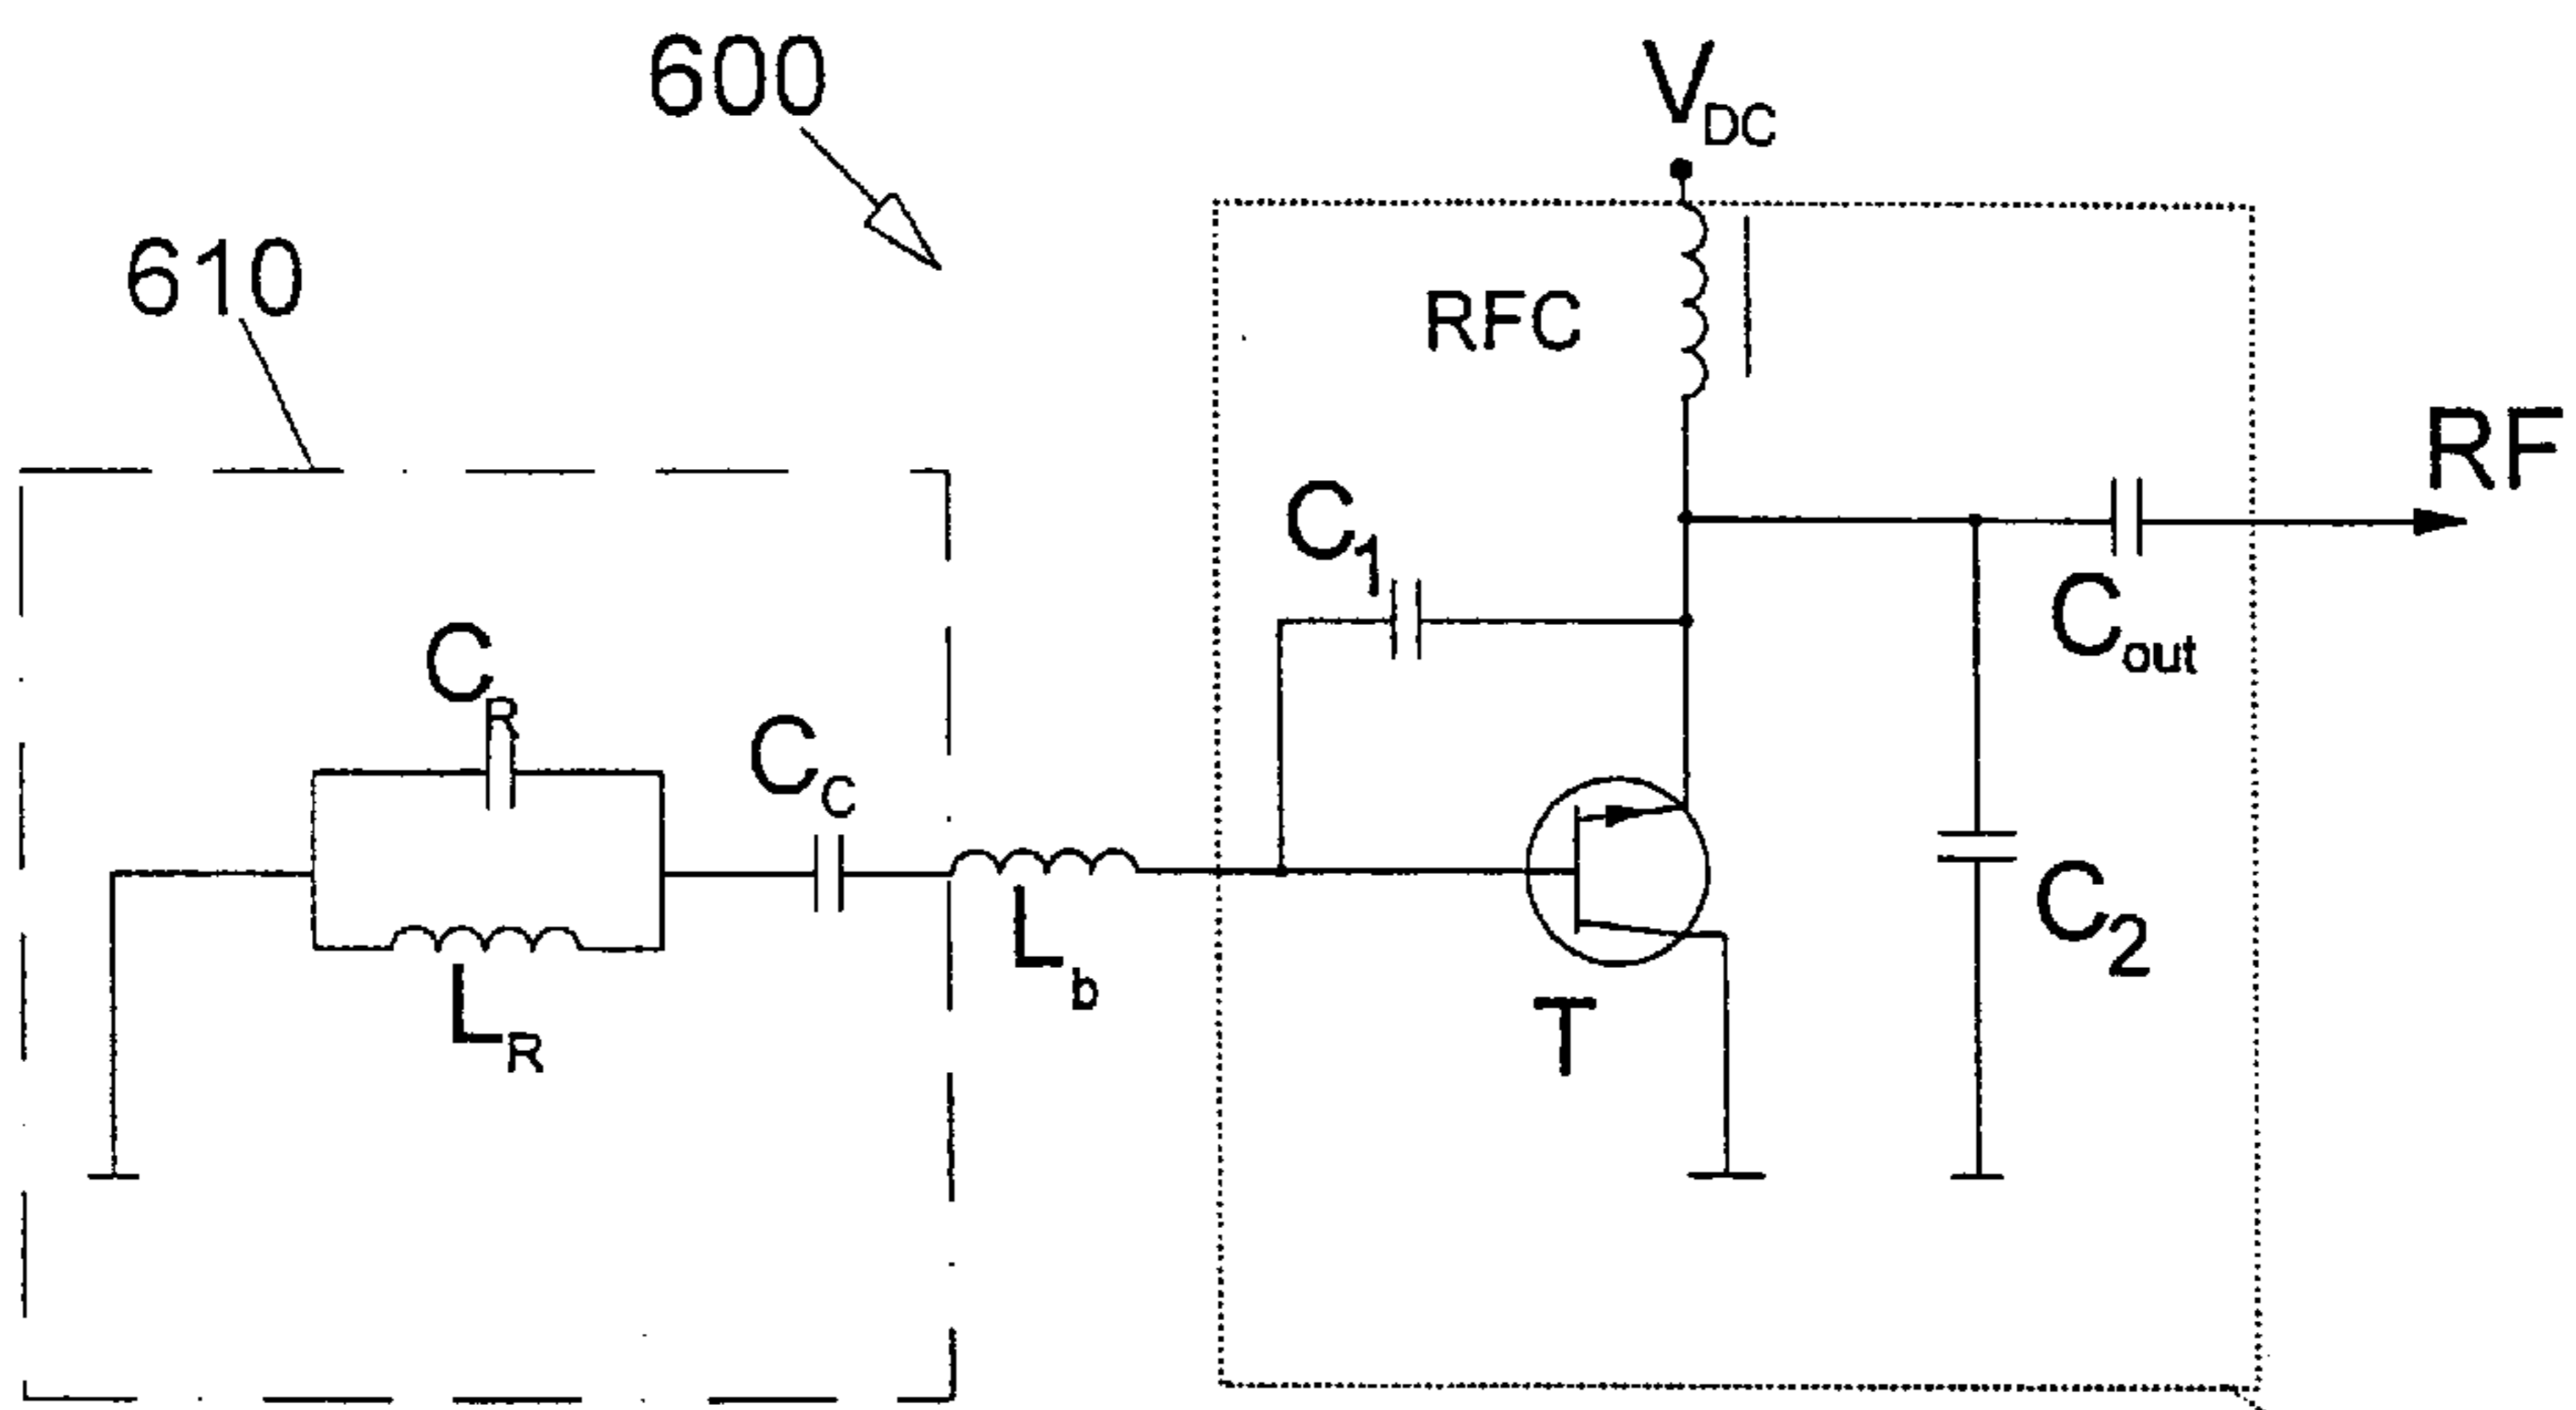 600
V_DC
610
RFC
RF
C_1
C_out
C_R
C_C
C_2
L_b
L_R
T